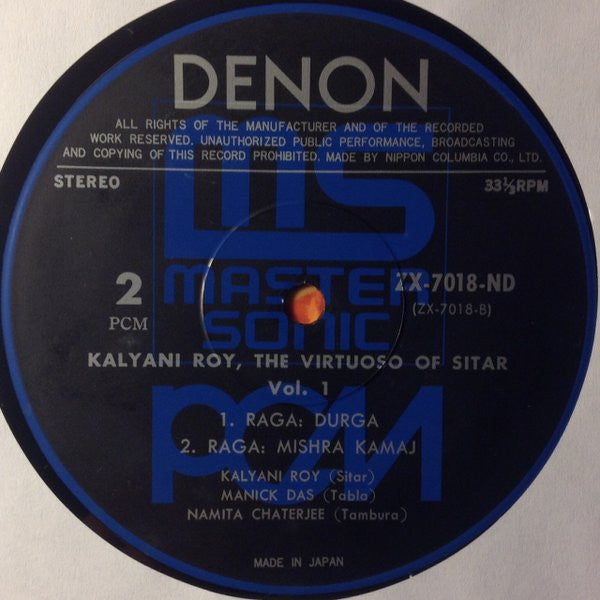 DENON
ALL RIGHTS OF THE MANUFACTURER AND OF THE RECORDED
WORK RESERVED. UNAUTHORIZED PUBLIC PERFORMANCE, BROADCASTING
AND COPYING OF THIS RECORD PROHIBITED. MADE BY NIPPON COLUMBIA CO., LTD.
STEREO 33⅓RPM
MS
MASTER
SONIC
2 ZX-7018-ND
PCM (ZX-7018-B)
KALYANI ROY, THE VIRTUOSO OF SITAR
Vol. 1
PCM
1. RAGA: DURGA
2. RAGA: MISHRA KAMAJ
KALYANI ROY (Sitar)
MANICK DAS (Tabla)
NAMITA CHATERJEE (Tambura)
MADE IN JAPAN